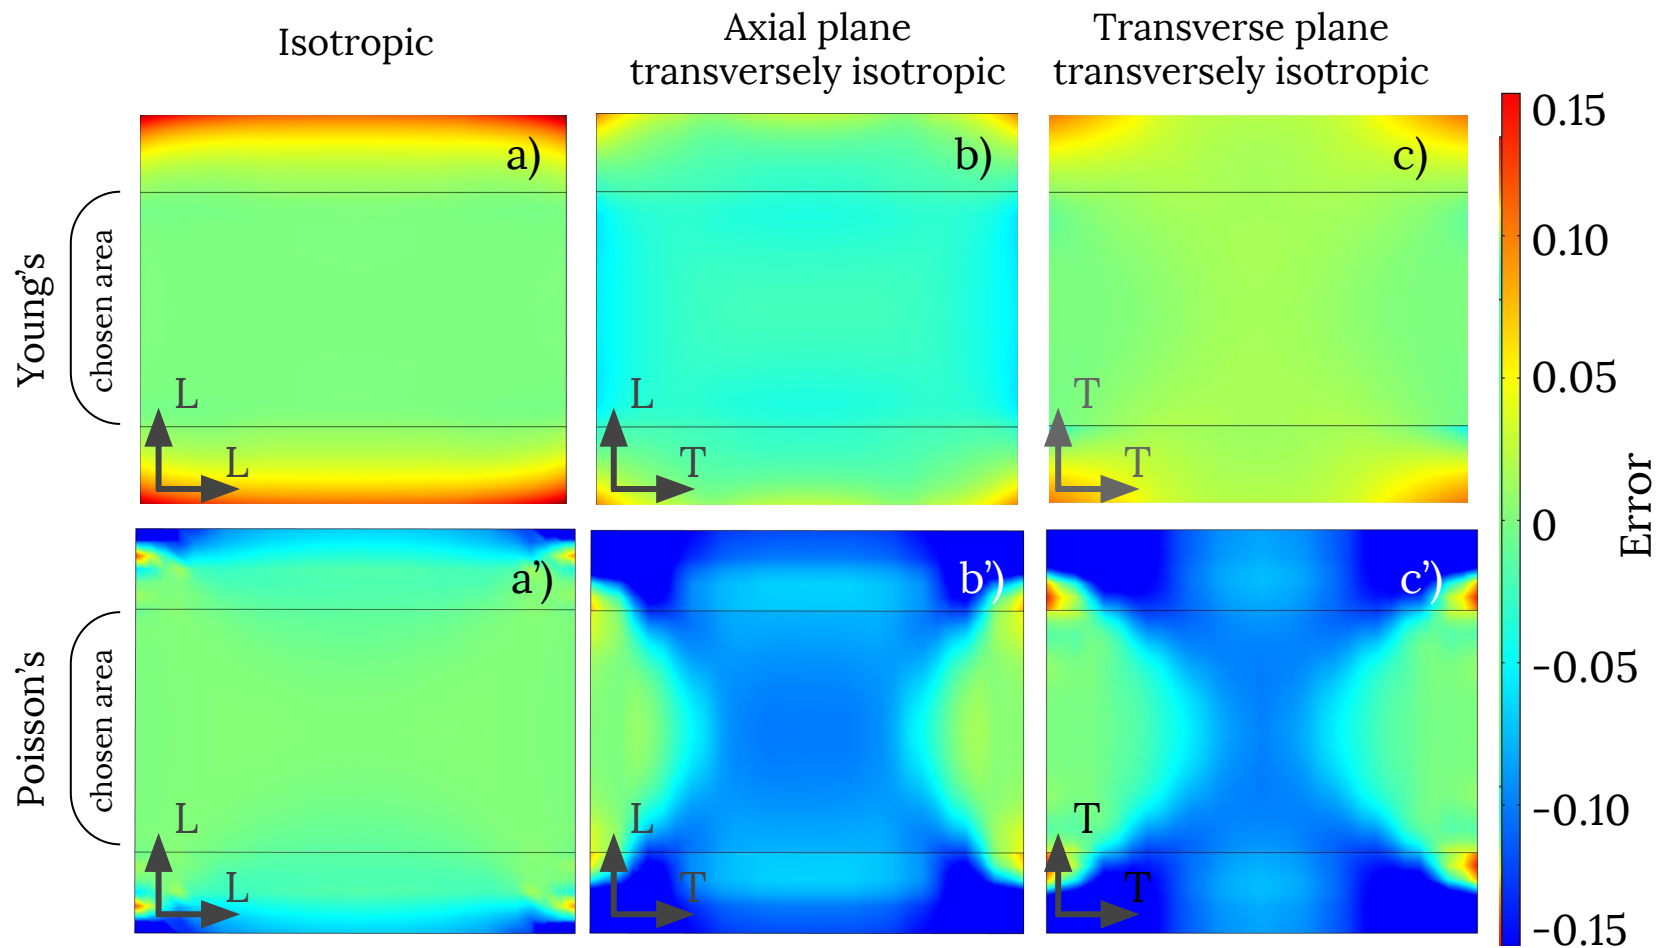 Isotropic
Axial plane
transversely isotropic
Transverse plane
transversely isotropic
Young's
chosen area
a)
L
L
b)
L
T
c)
T
T
Poisson's
chosen area
a')
L
L
b')
L
T
c')
T
T
0.15
0.10
0.05
0
-0.05
-0.10
-0.15
Error